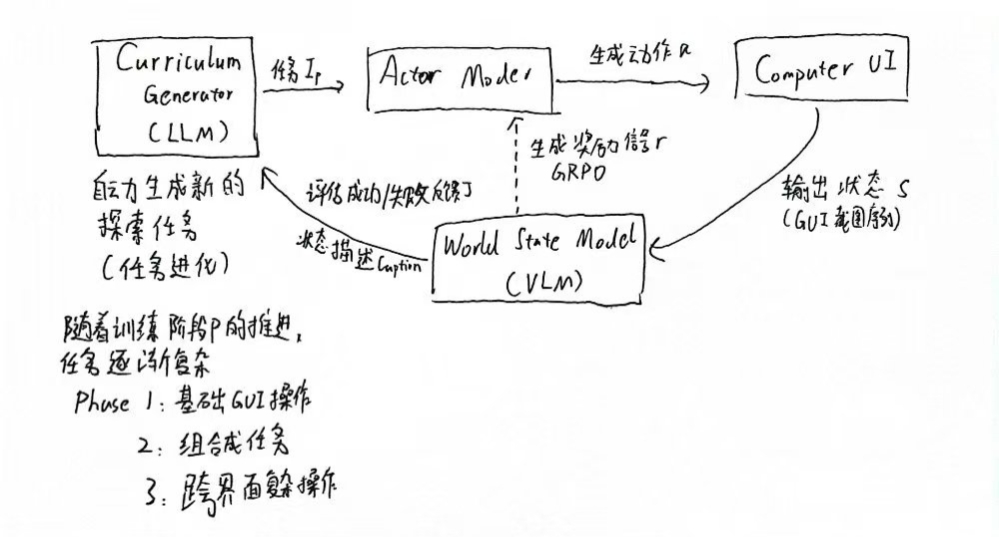 Curriculum
Generator
(LLM)
任务 Ip
Actor Model
生成动作 a
Computer UI
生成奖励信号 r
GRPO
输出状态 S
(GUI 截图序列)
评估成功/失败反馈
状态描述 Caption
World State Model
(VLM)
自动生成新的
探索任务
(任务进化)
随着训练阶段P的推进,
任务逐渐复杂
Phase 1: 基础GUI操作
2: 组合成任务
3: 跨界面复杂操作